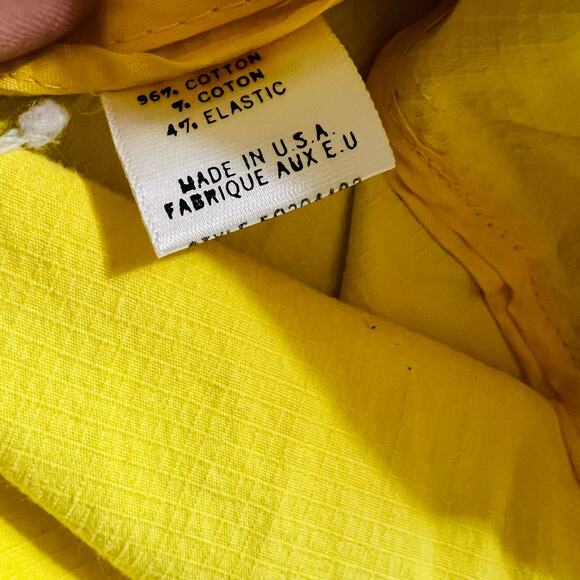 96% COTTON
% COTON
4% ELASTIC
MADE IN U.S.A.
FABRIQUE AUX E.U